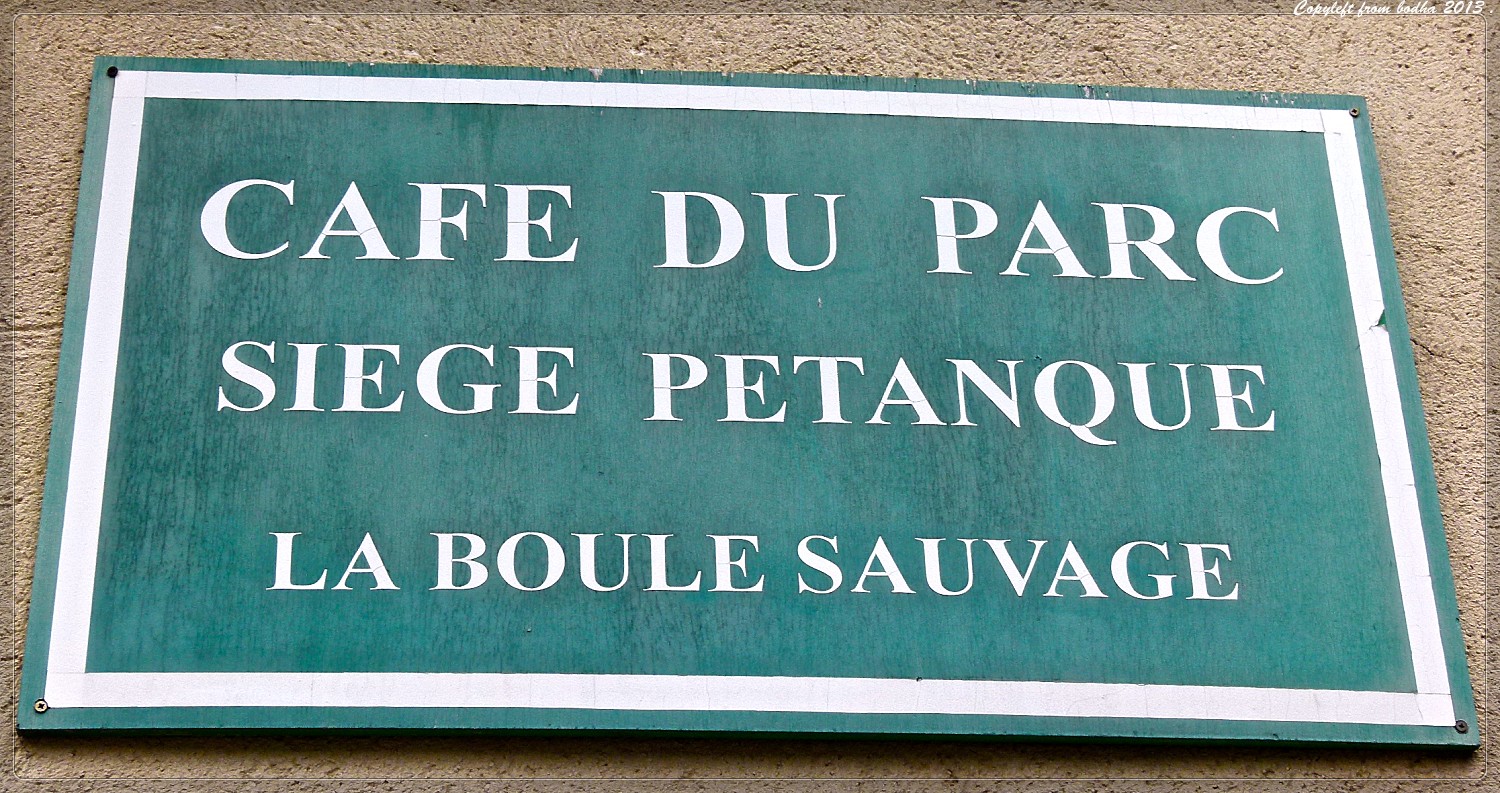 Copyleft from bodha 2013
CAFE DU PARC
SIEGE PETANQUE
LA BOULE SAUVAGE